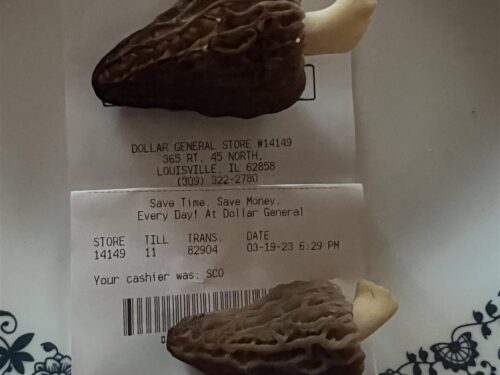 DOLLAR GENERAL STORE #14149
365 RT. 45 NORTH,
LOUISVILLE, IL 62858
(309) 322-2780
Save Time. Save Money.
Every Day! At Dollar General
STORE TILL TRANS. DATE
14149 11 82904 03-19-23 6:29 PM
Your cashier was: SCO